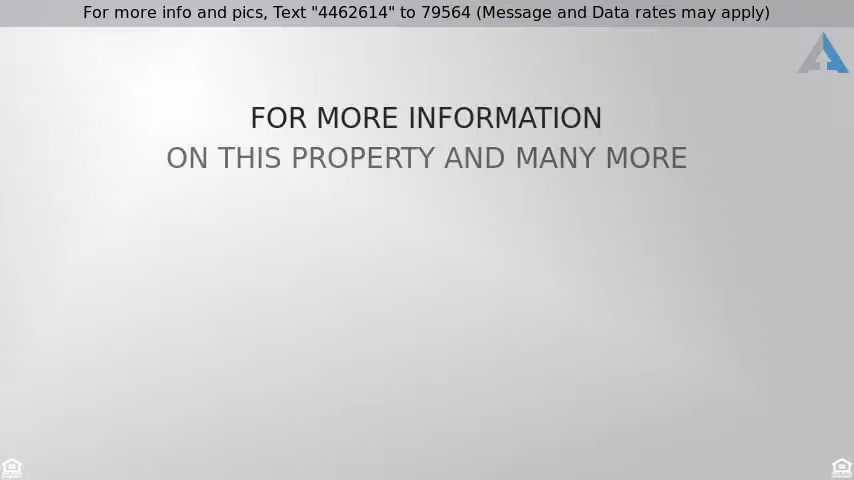 For more info and pics, Text "4462614" to 79564 (Message and Data rates may apply)
FOR MORE INFORMATION
ON THIS PROPERTY AND MANY MORE